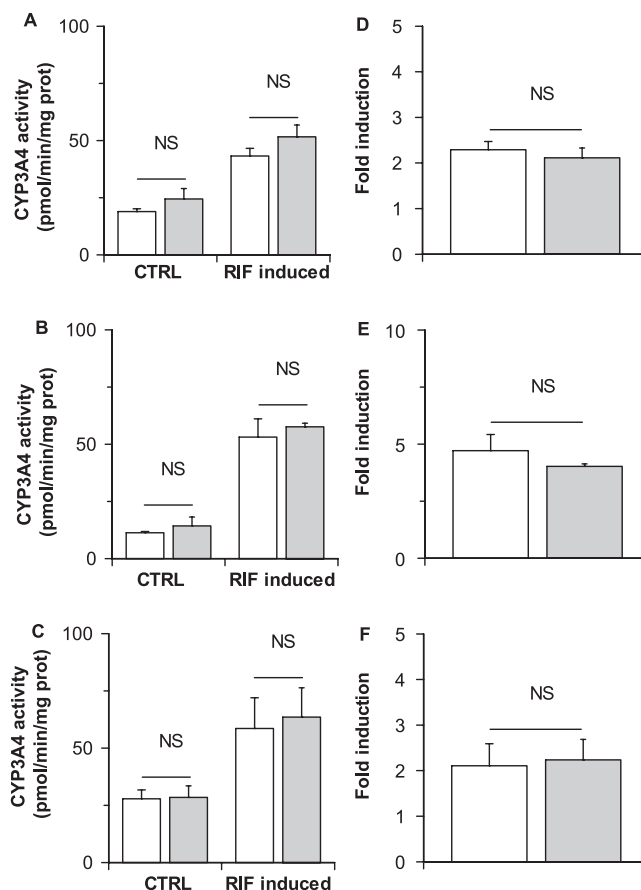 A
CYP3A4 activity
(pmol/min/mg prot)
100
50
0
NS
NS
CTRL
RIF induced
D
Fold induction
5
4
3
2
1
0
NS
B
CYP3A4 activity
(pmol/min/mg prot)
100
50
0
NS
NS
CTRL
RIF induced
E
Fold induction
10
5
0
NS
C
CYP3A4 activity
(pmol/min/mg prot)
100
50
0
NS
NS
CTRL
RIF induced
F
Fold induction
5
4
3
2
1
0
NS